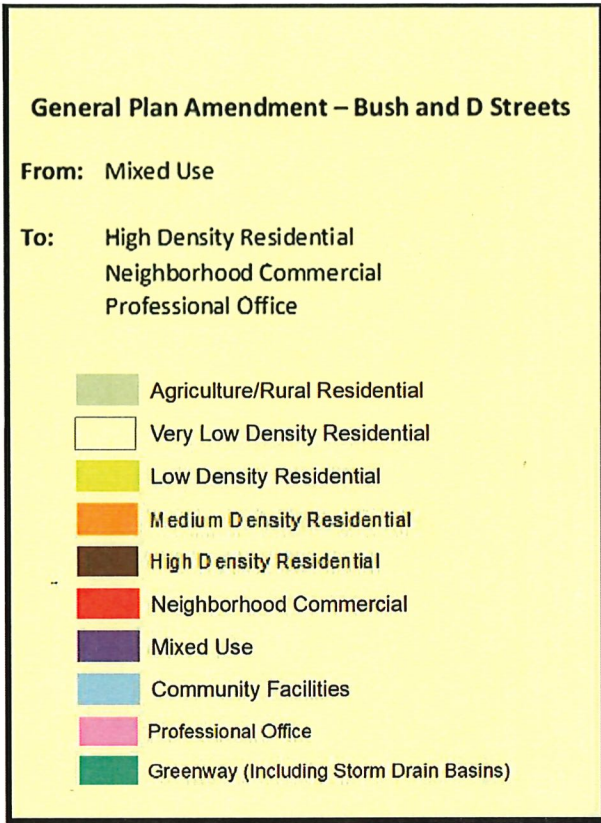 General Plan Amendment – Bush and D Streets
From: Mixed Use
To: High Density Residential
Neighborhood Commercial
Professional Office
Agriculture/Rural Residential
Very Low Density Residential
Low Density Residential
Medium Density Residential
High Density Residential
Neighborhood Commercial
Mixed Use
Community Facilities
Professional Office
Greenway (Including Storm Drain Basins)